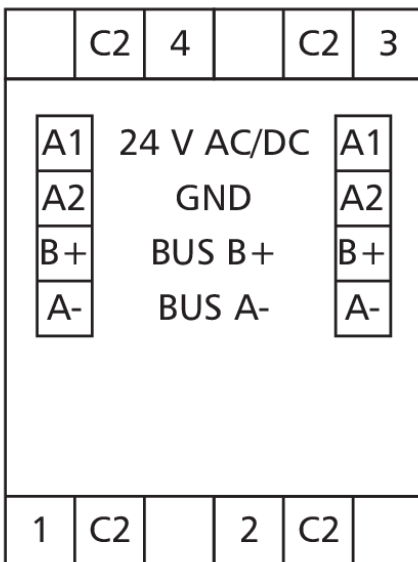 C2 4 C2 3
A1 24 V AC/DC A1
A2 GND A2
B+ BUS B+ B+
A- BUS A- A-
1 C2 2 C2